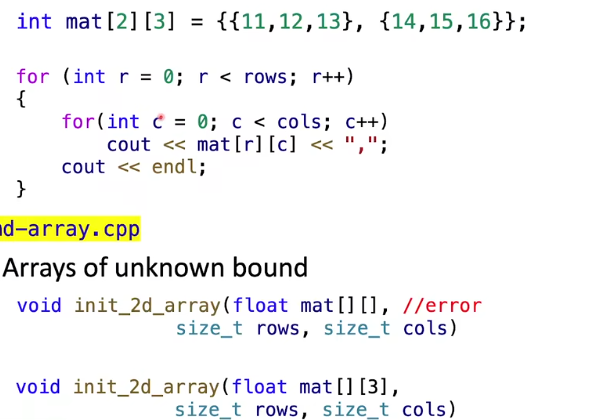 int mat[2][3] = {{11,12,13}, {14,15,16}};
for (int r = 0; r < rows; r++)
{
for(int c = 0; c < cols; c++)
cout << mat[r][c] << ",";
cout << endl;
}
d-array.cpp
Arrays of unknown bound
void init_2d_array(float mat[][], //error
size_t rows, size_t cols)
void init_2d_array(float mat[][3],
size_t rows, size_t cols)